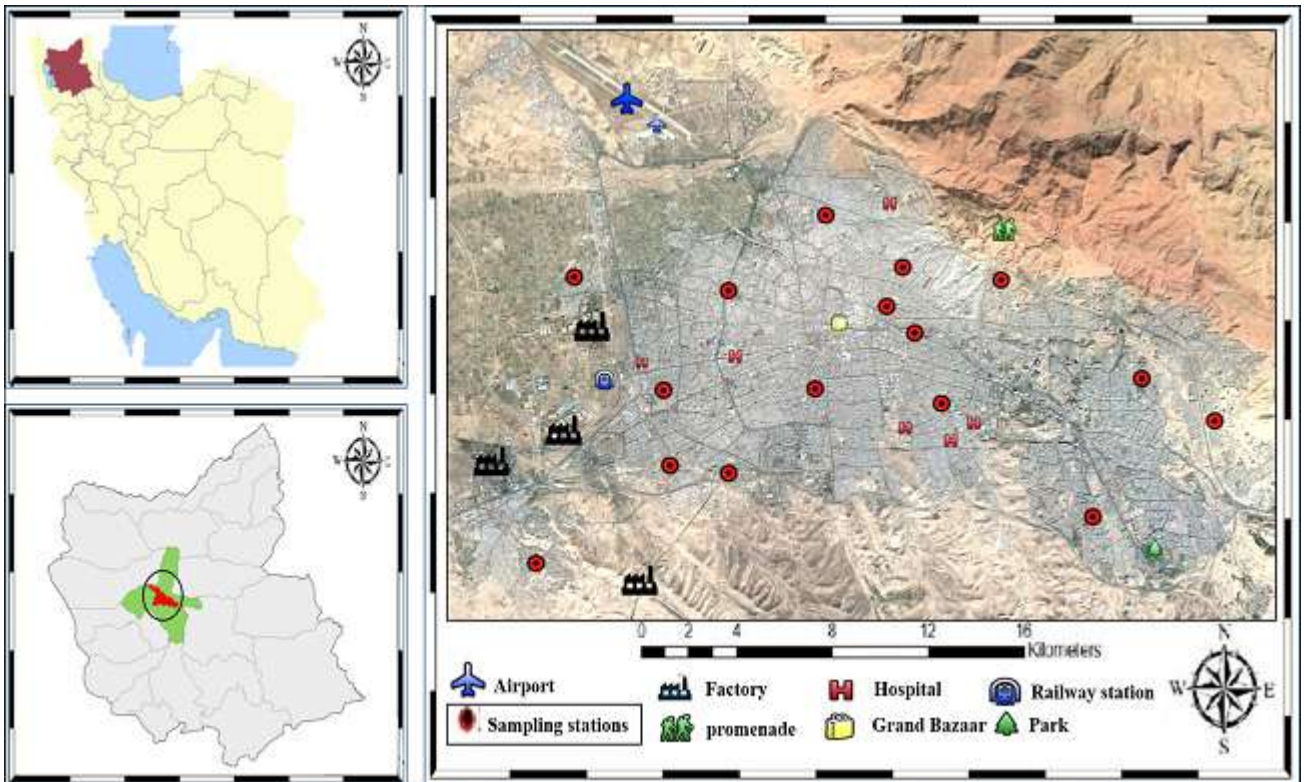 N
W
S
N
W
S
0 2 4 8 12 16
Kilometers
Airport
Factory
Hospital
Railway station
Sampling stations
promenade
Grand Bazaar
Park
N
W E
S